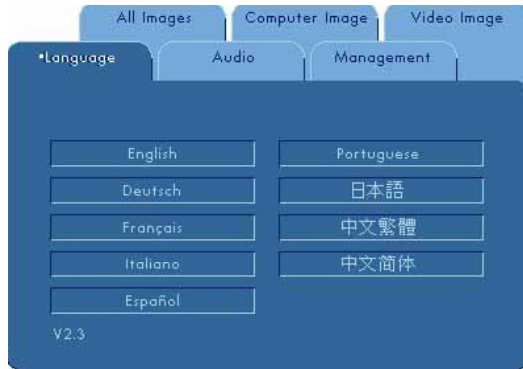 All Images Computer Image Video Image
•Language Audio Management
English Portuguese
Deutsch 日本語
Français 中文繁體
Italiano 中文简体
Español
V2.3